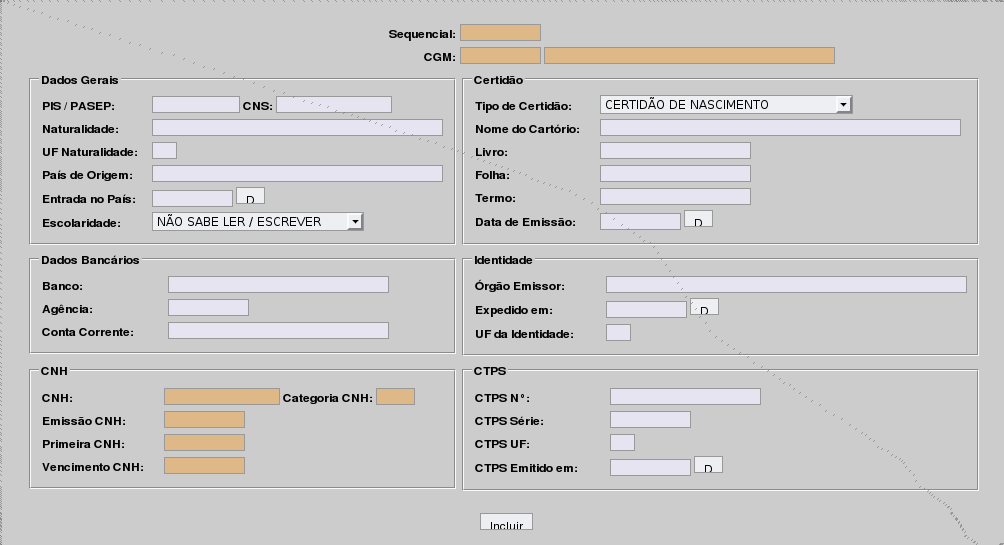 Sequencial:
CGM:
Dados Gerais
PIS / PASEP: CNS:
Naturalidade:
UF Naturalidade:
País de Origem:
Entrada no País: D
Escolaridade: NÃO SABE LER / ESCREVER
Certidão
Tipo de Certidão: CERTIDÃO DE NASCIMENTO
Nome do Cartório:
Livro:
Folha:
Termo:
Data de Emissão: D
Dados Bancários
Banco:
Agência:
Conta Corrente:
Identidade
Órgão Emissor:
Expedido em: D
UF da Identidade:
CNH
CNH: Categoria CNH:
Emissão CNH:
Primeira CNH:
Vencimento CNH:
CTPS
CTPS N°:
CTPS Série:
CTPS UF:
CTPS Emitido em: D
Incluir